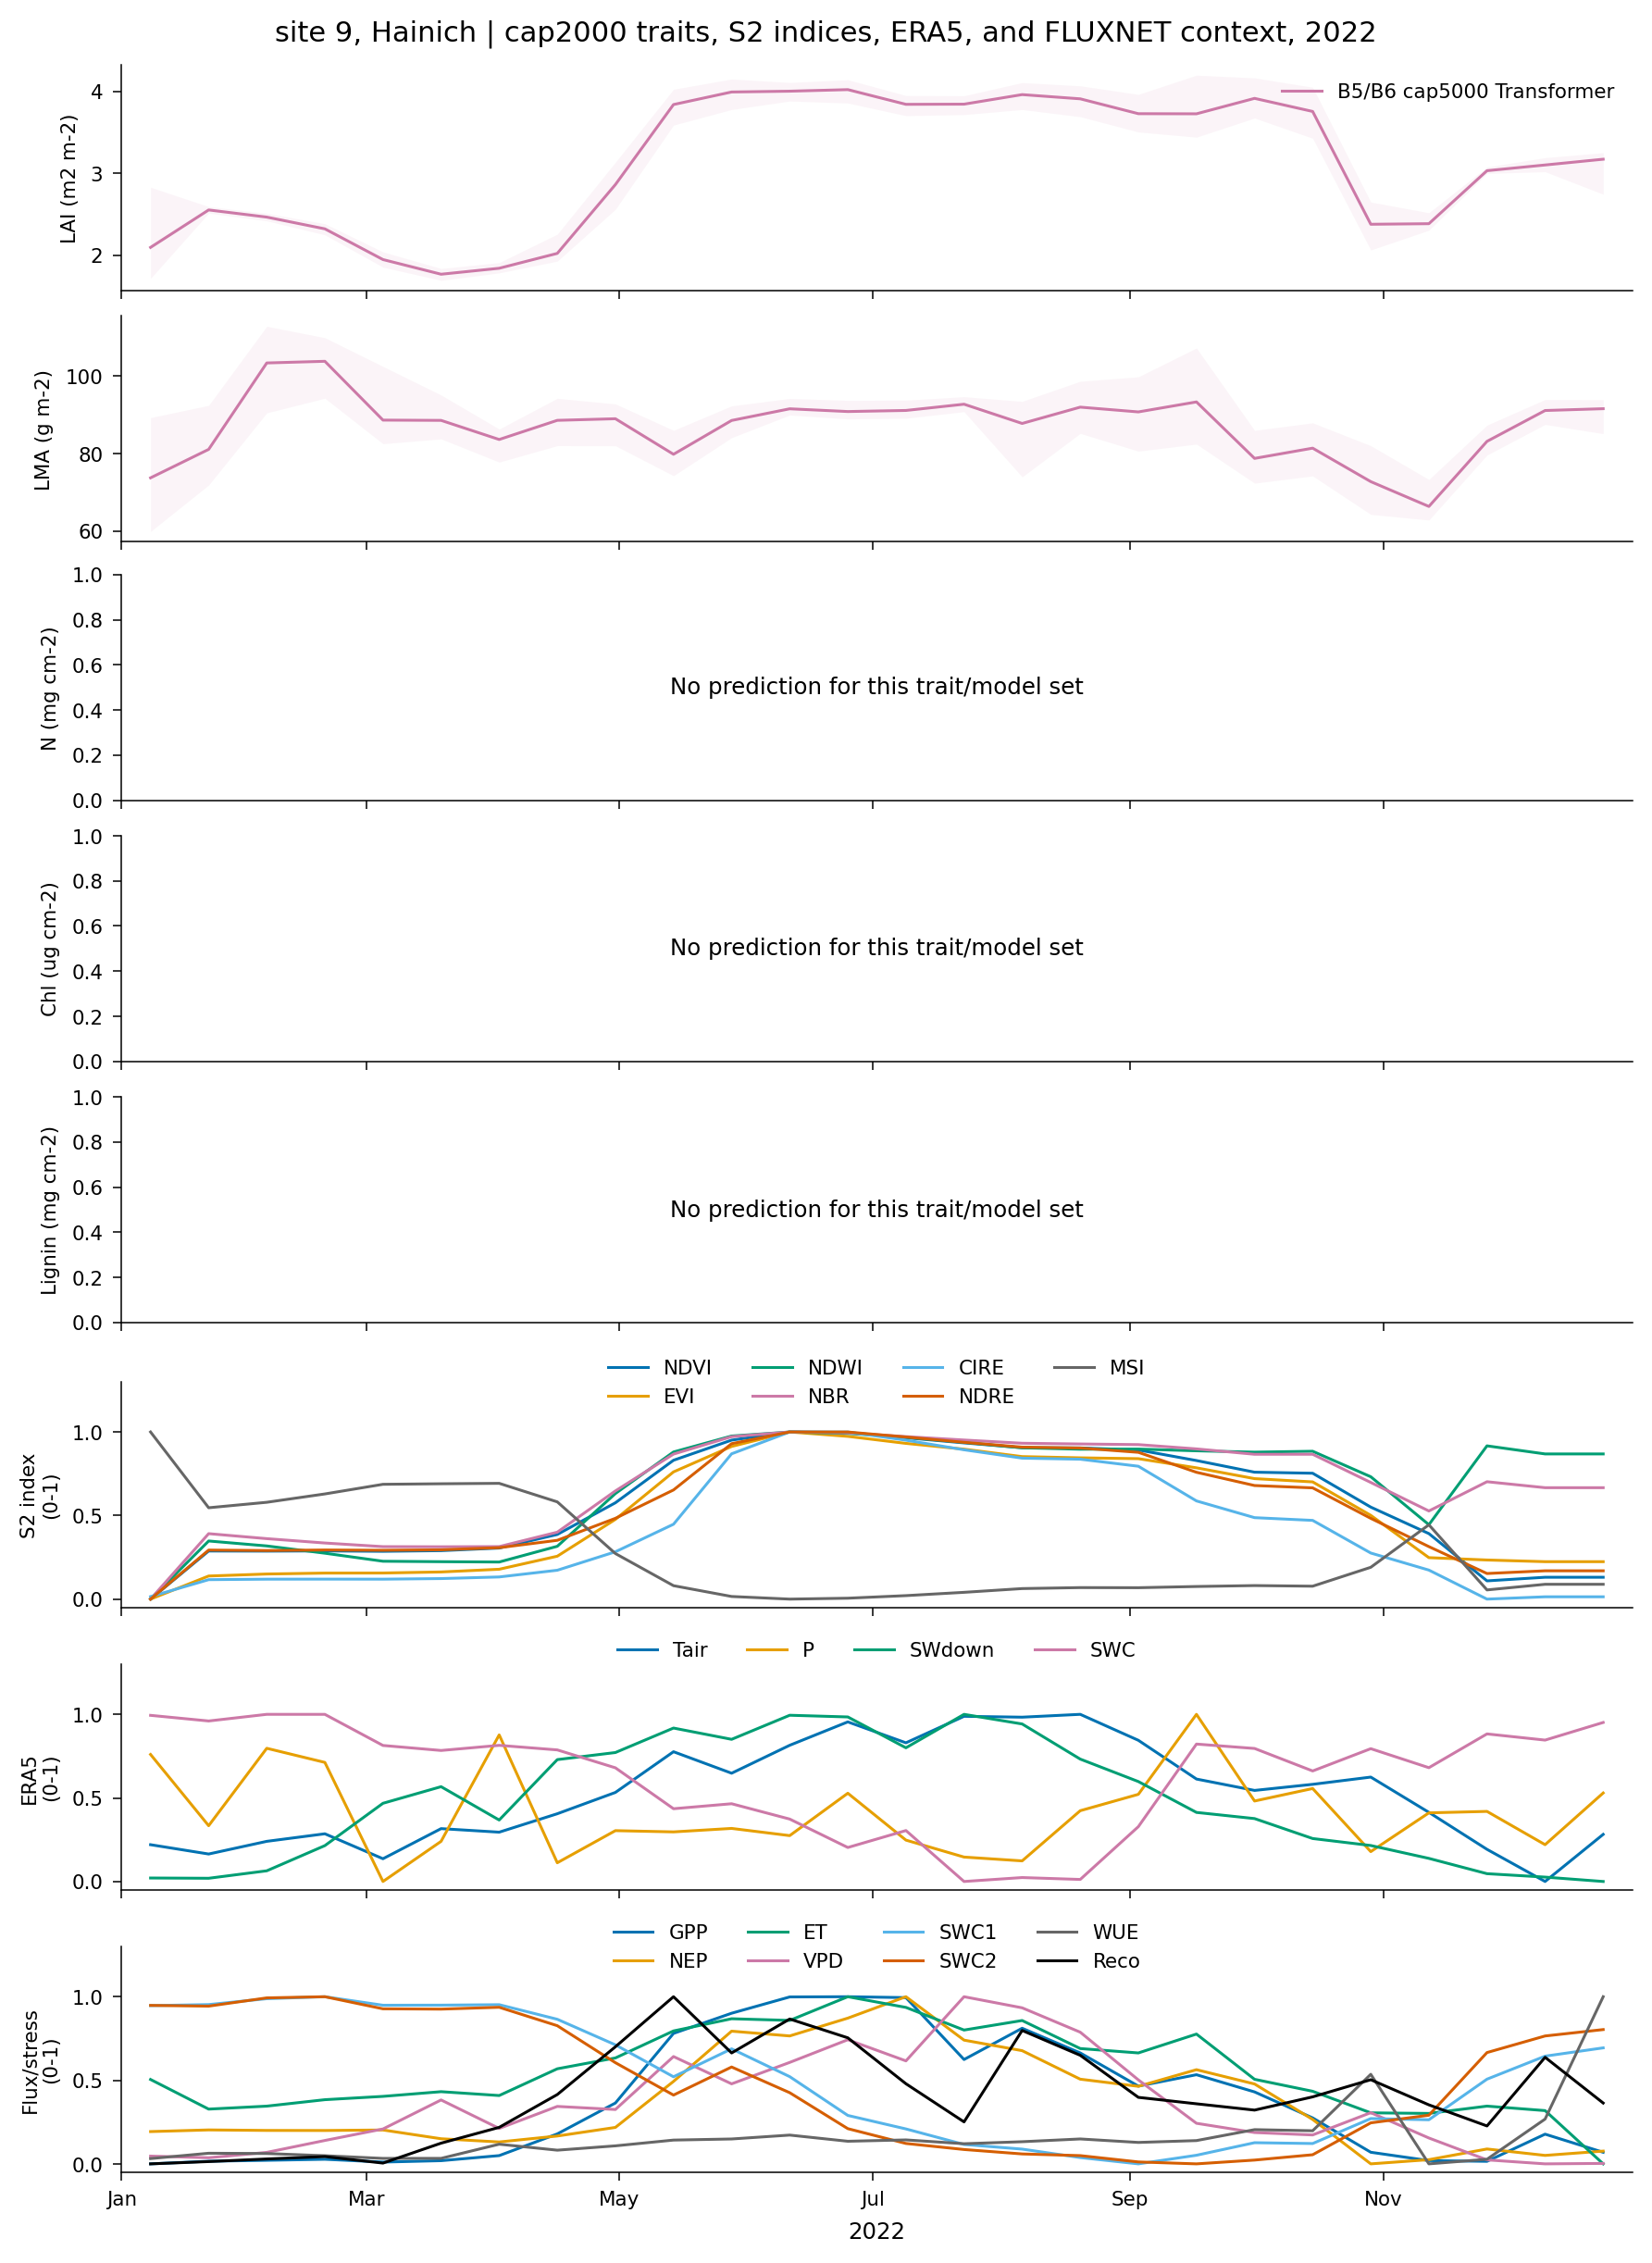 site 9, Hainich | cap2000 traits, S2 indices, ERA5, and FLUXNET context, 2022
B5/B6 cap5000 Transformer
LAI (m2 m-2)
4
3
2
LMA (g m-2)
100
80
60
N (mg cm-2)
1.0
0.8
0.6
0.4
0.2
0.0
No prediction for this trait/model set
Chl (ug cm-2)
1.0
0.8
0.6
0.4
0.2
0.0
No prediction for this trait/model set
Lignin (mg cm-2)
1.0
0.8
0.6
0.4
0.2
0.0
No prediction for this trait/model set
NDVI NDWI CIRE MSI
EVI NBR NDRE
S2 index
(0-1)
1.0
0.5
0.0
Tair P SWdown SWC
ERA5
(0-1)
1.0
0.5
0.0
GPP ET SWC1 WUE
NEP VPD SWC2 Reco
Flux/stress
(0-1)
1.0
0.5
0.0
Jan Mar May Jul Sep Nov
2022